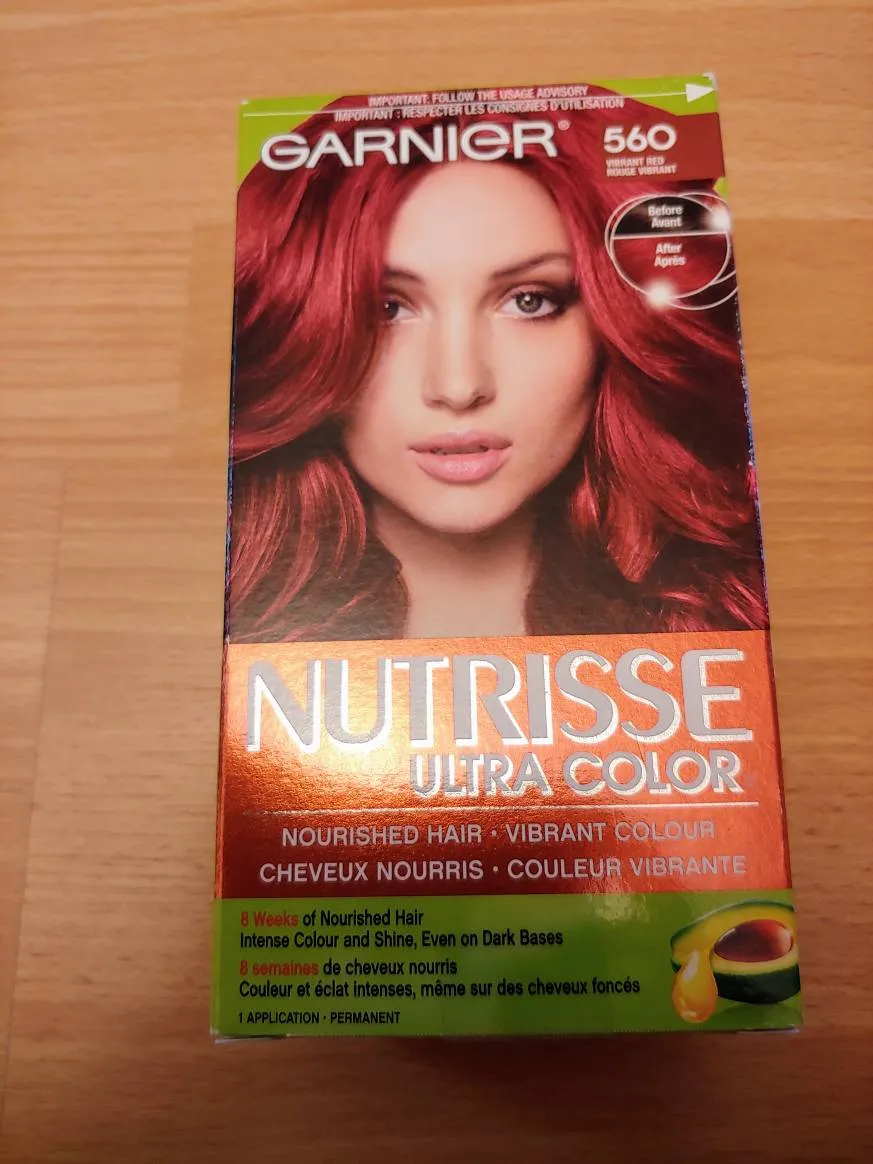 IMPORTANT: FOLLOW THE USAGE ADVISORY
IMPORTANT : RESPECTER LES CONSIGNES D'UTILISATION
GARNIER®
560
VIBRANT RED
ROUGE VIBRANT
Before
Avant
After
Après
NUTRISSE
ULTRA COLOR
NOURISHED HAIR • VIBRANT COLOUR
CHEVEUX NOURRIS • COULEUR VIBRANTE
8 Weeks of Nourished Hair
Intense Colour and Shine, Even on Dark Bases
8 semaines de cheveux nourris
Couleur et éclat intenses, même sur des cheveux foncés
1 APPLICATION • PERMANENT